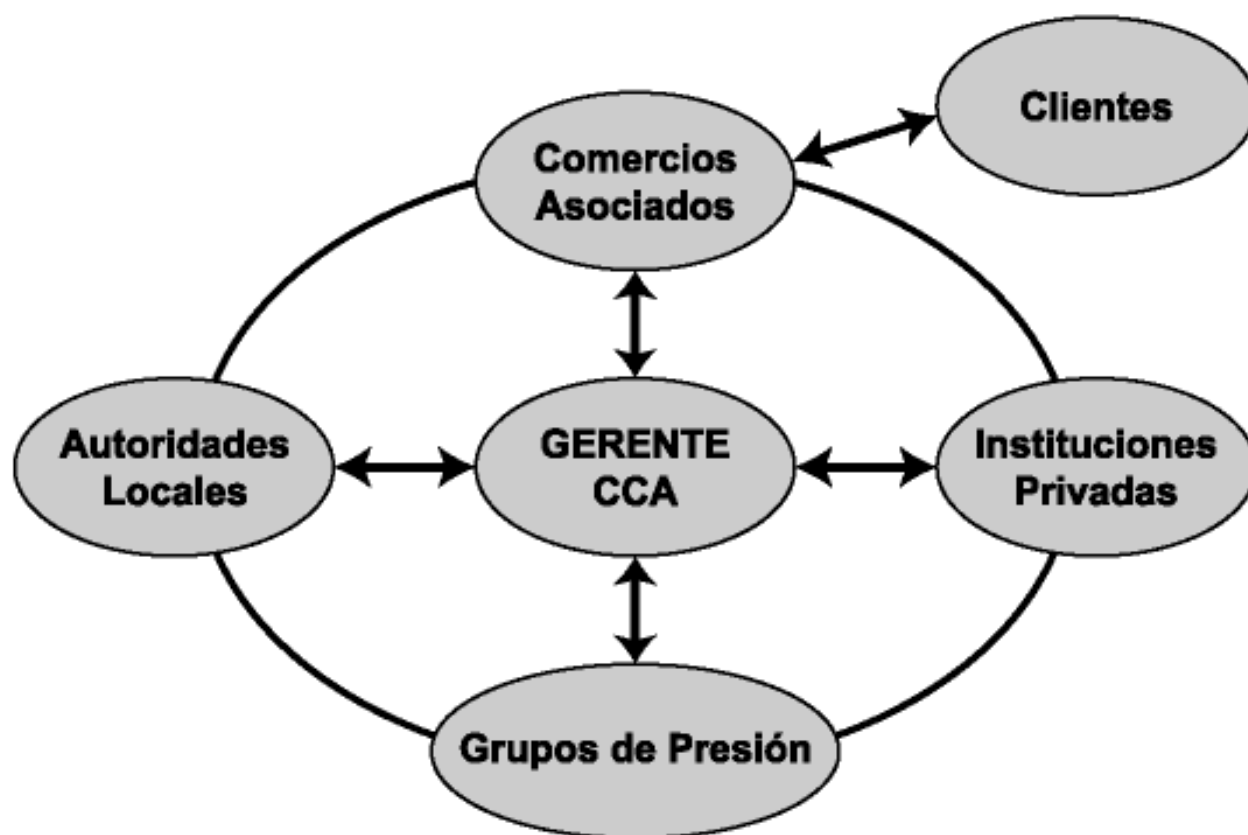 Clientes
Comercios
Asociados
Autoridades
Locales
GERENTE
CCA
Instituciones
Privadas
Grupos de Presión